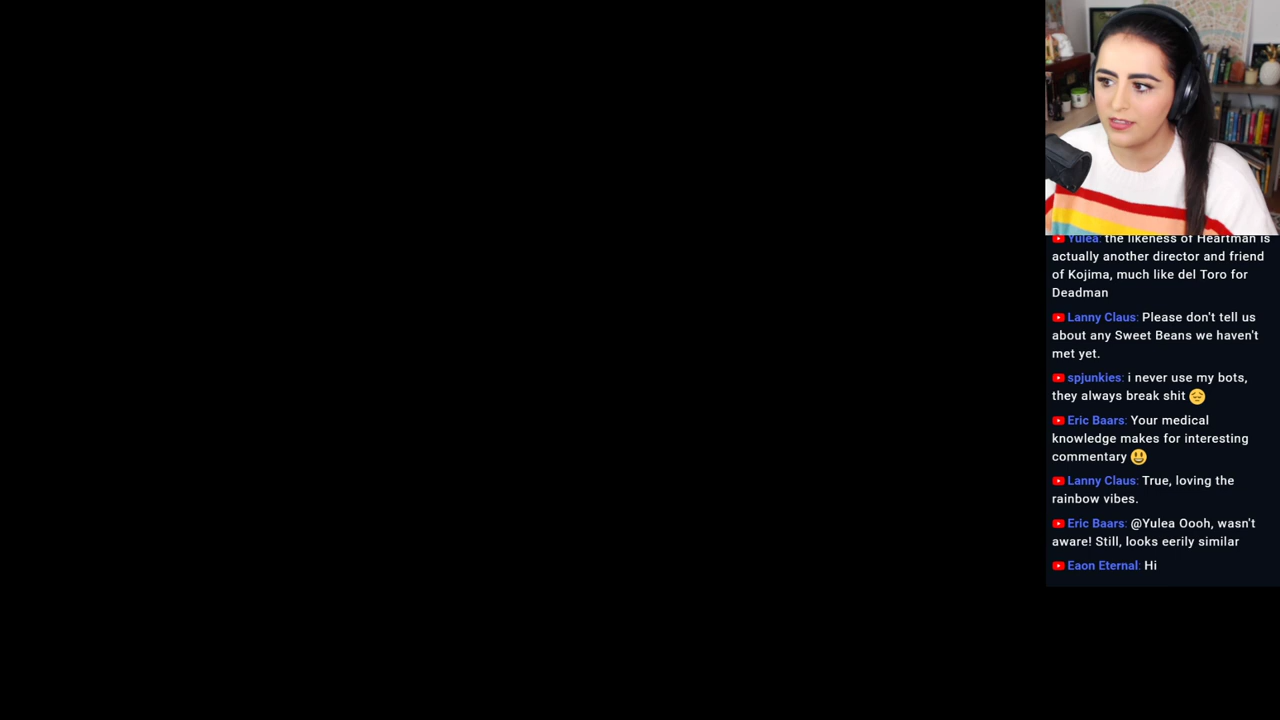 Yulea: the likeness of Heartman is
actually another director and friend
of Kojima, much like del Toro for
Deadman
Lanny Claus: Please don't tell us
about any Sweet Beans we haven't
met yet.
spjunkies: i never use my bots,
they always break shit
Eric Baars: Your medical
knowledge makes for interesting
commentary
Lanny Claus: True, loving the
rainbow vibes.
Eric Baars: @Yulea Oooh, wasn't
aware! Still, looks eerily similar
Eaon Eternal: Hi